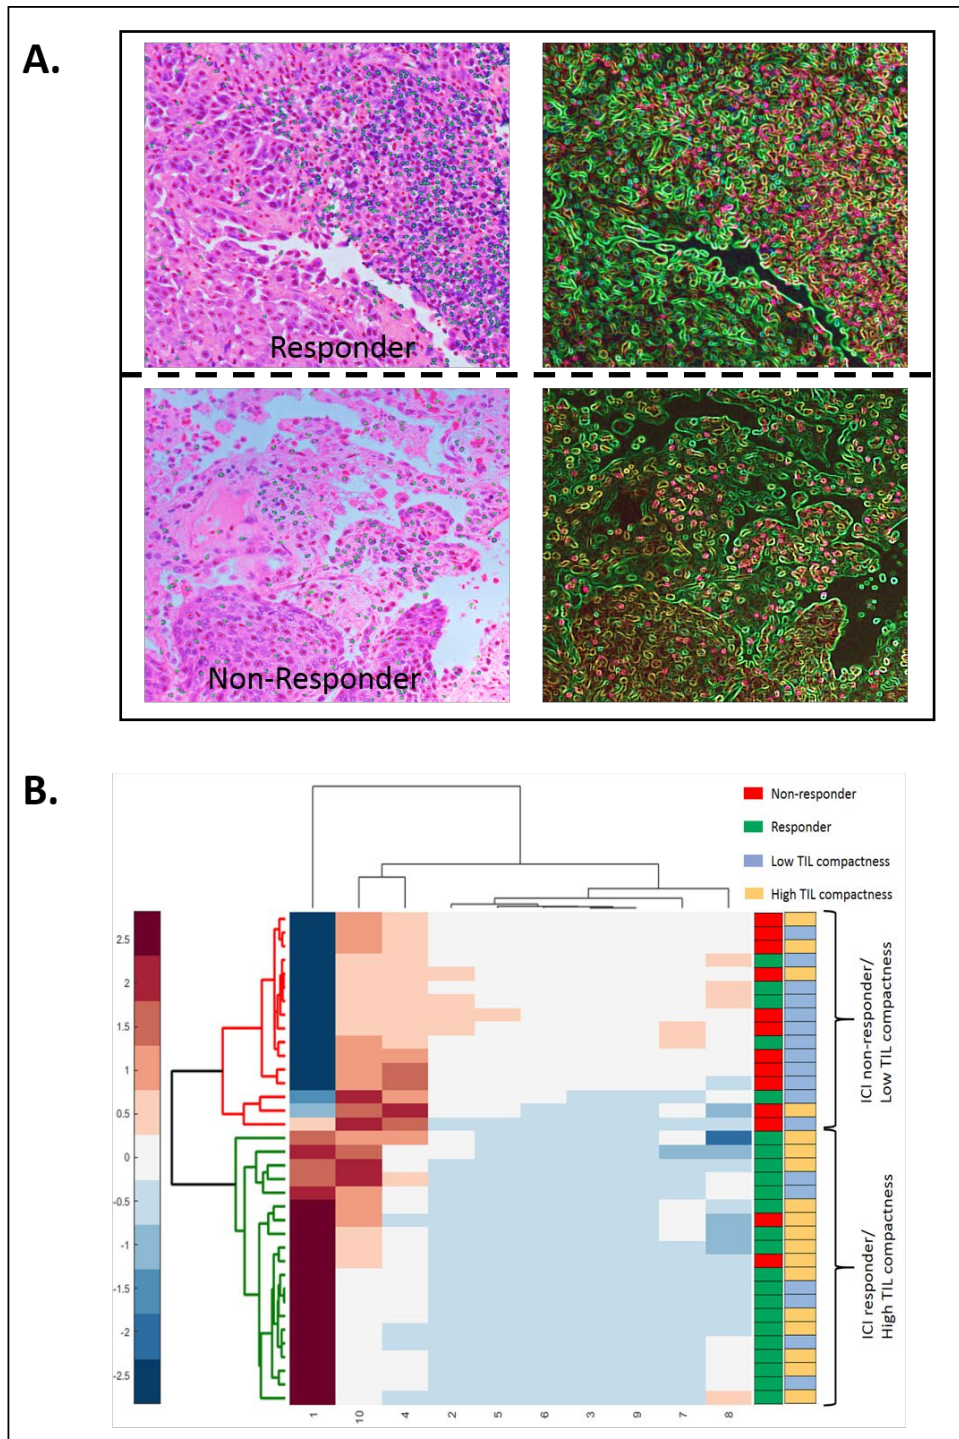 A.
Responder
Non-Responder
B.
Non-responder
Responder
Low TIL compactness
High TIL compactness
2.5
2
1.5
1
0.5
0
-0.5
-1
-1.5
-2
-2.5
ICI non-responder/
Low TIL compactness
ICI responder/
High TIL compactness
1 10 4 2 5 6 3 9 7 8